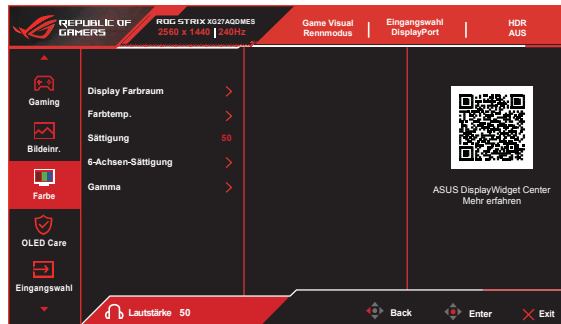 REPUBLIC OF
GAMERS
ROG STRIX XG27AQDMES
2560 x 1440 240Hz
Game Visual
Rennmodus
Eingangswahl
DisplayPort
HDR
AUS
Gaming
Bildeinr.
Farbe
OLED Care
Eingangswahl
Display Farbraum
Farbtemp.
Sättigung 50
6-Achsen-Sättigung
Gamma
ASUS DisplayWidget Center
Mehr erfahren
Lautstärke 50
Back
Enter
Exit